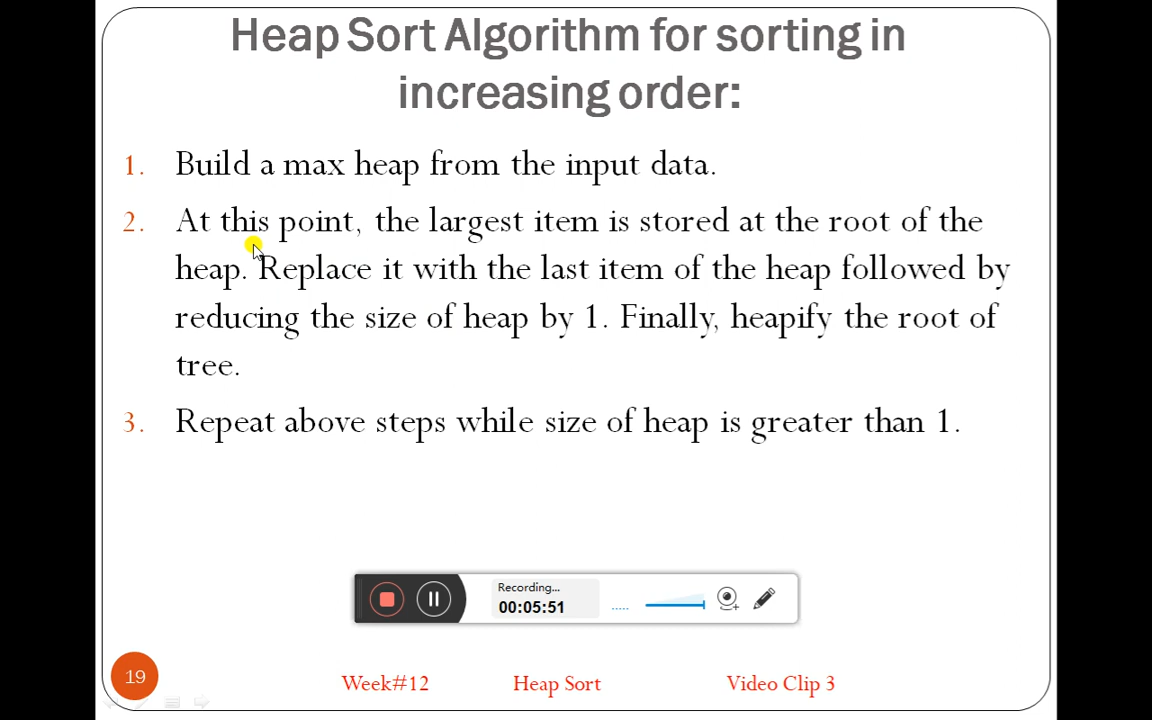 Heap Sort Algorithm for sorting in
increasing order:
1. Build a max heap from the input data.
2. At this point, the largest item is stored at the root of the
heap. Replace it with the last item of the heap followed by
reducing the size of heap by 1. Finally, heapify the root of
tree.
3. Repeat above steps while size of heap is greater than 1.
Recording...
00:05:51
19
Week#12 Heap Sort Video Clip 3